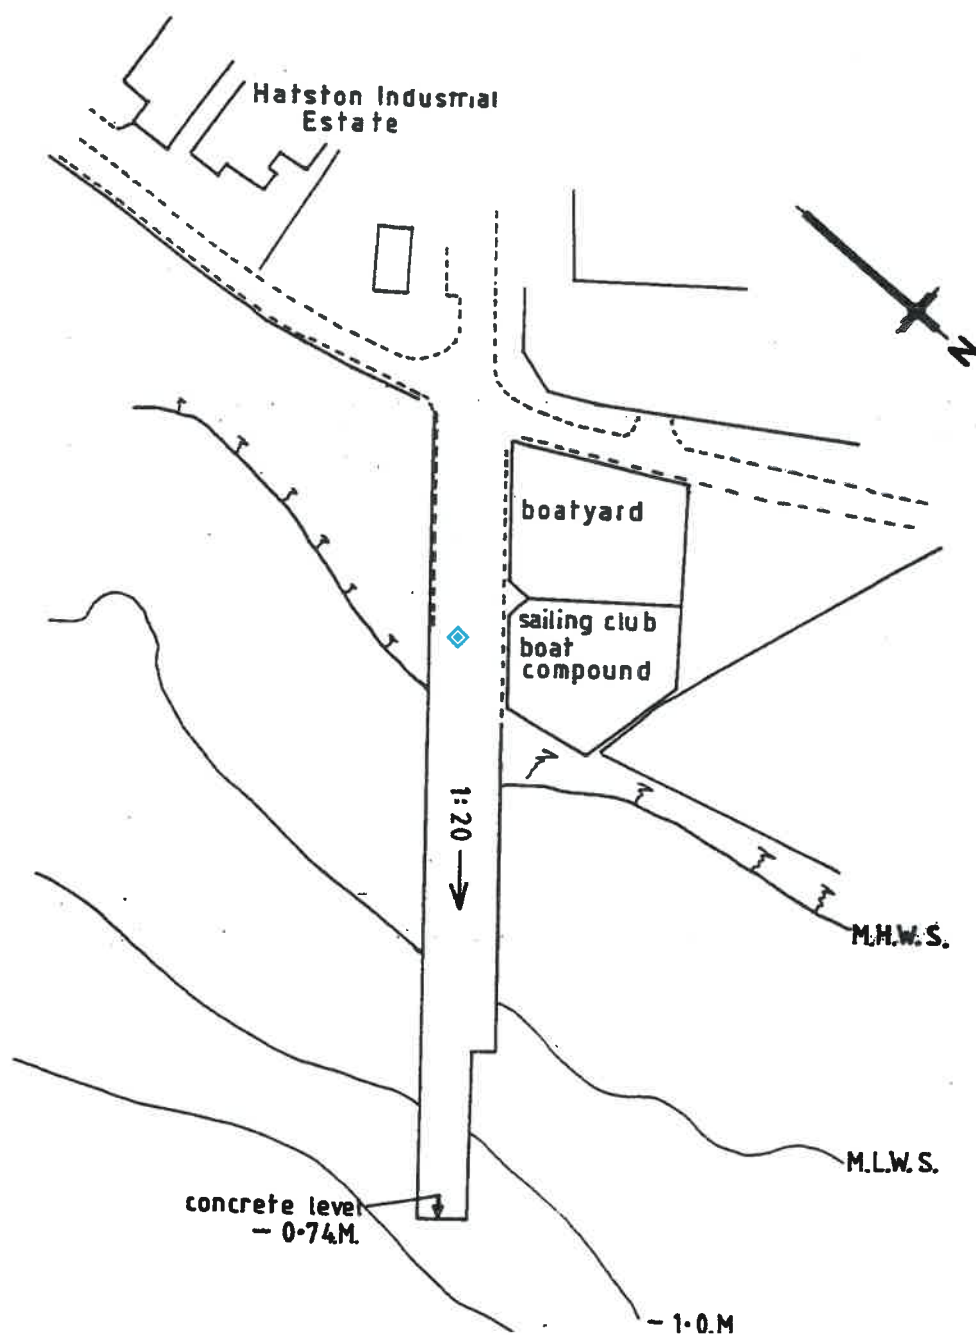 Hatston Industrial
Estate
N
boatyard
sailing club
boat
compound
1:20
M.H.W.S.
M.L.W.S.
concrete level
- 0.74M.
- 1.0.M